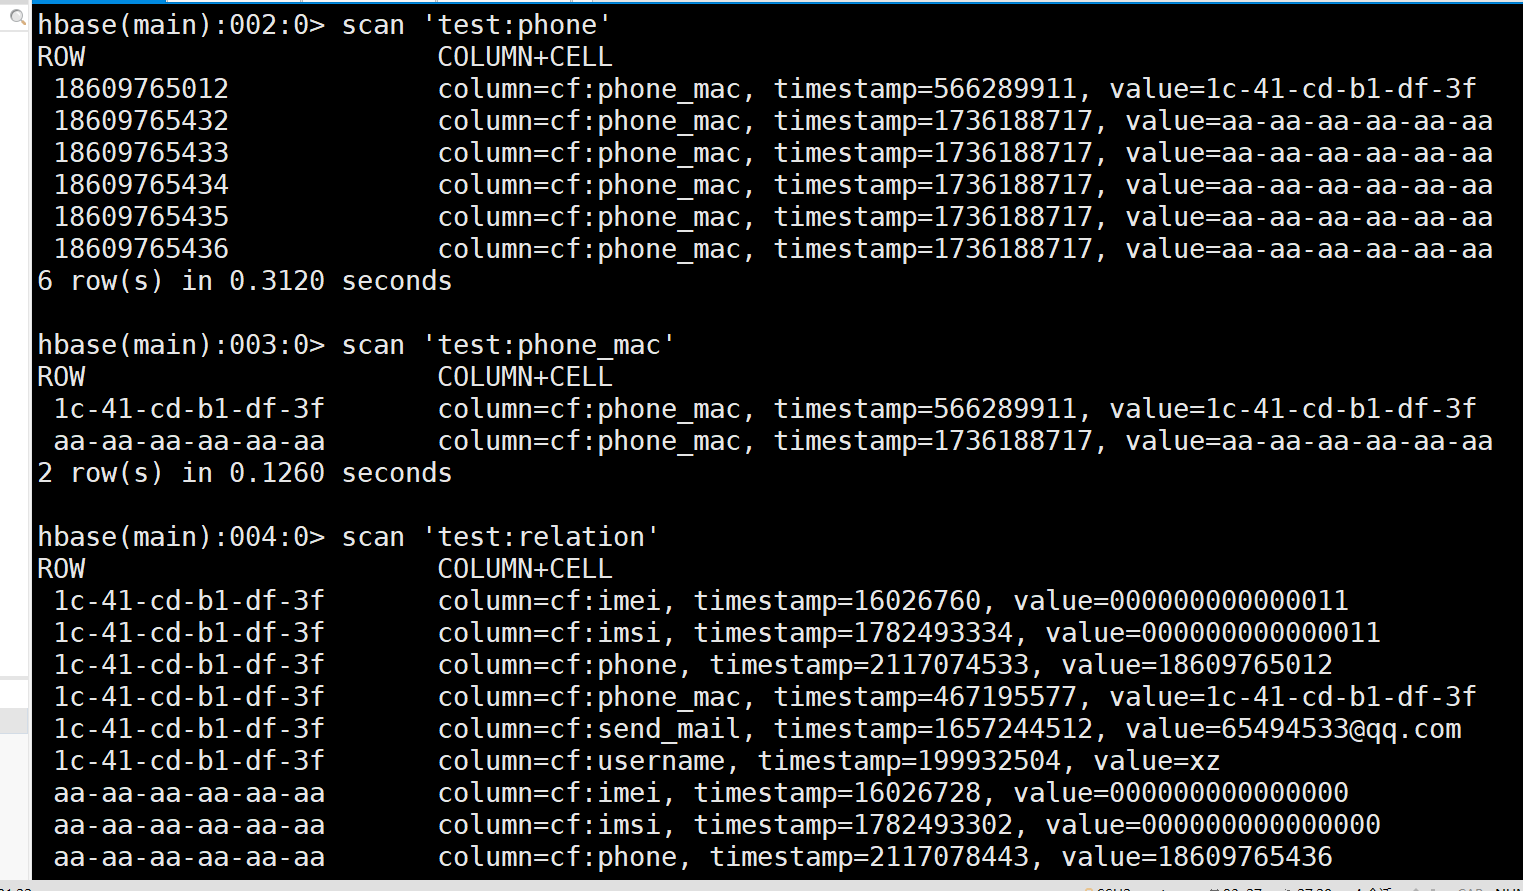 hbase(main):002:0> scan 'test:phone'
ROW COLUMN+CELL
18609765012 column=cf:phone_mac, timestamp=566289911, value=1c-41-cd-b1-df-3f
18609765432 column=cf:phone_mac, timestamp=1736188717, value=aa-aa-aa-aa-aa-aa
18609765433 column=cf:phone_mac, timestamp=1736188717, value=aa-aa-aa-aa-aa-aa
18609765434 column=cf:phone_mac, timestamp=1736188717, value=aa-aa-aa-aa-aa-aa
18609765435 column=cf:phone_mac, timestamp=1736188717, value=aa-aa-aa-aa-aa-aa
18609765436 column=cf:phone_mac, timestamp=1736188717, value=aa-aa-aa-aa-aa-aa
6 row(s) in 0.3120 seconds
hbase(main):003:0> scan 'test:phone_mac'
ROW COLUMN+CELL
1c-41-cd-b1-df-3f column=cf:phone_mac, timestamp=566289911, value=1c-41-cd-b1-df-3f
aa-aa-aa-aa-aa-aa column=cf:phone_mac, timestamp=1736188717, value=aa-aa-aa-aa-aa-aa
2 row(s) in 0.1260 seconds
hbase(main):004:0> scan 'test:relation'
ROW COLUMN+CELL
1c-41-cd-b1-df-3f column=cf:imei, timestamp=16026760, value=000000000000011
1c-41-cd-b1-df-3f column=cf:imsi, timestamp=1782493334, value=000000000000011
1c-41-cd-b1-df-3f column=cf:phone, timestamp=2117074533, value=18609765012
1c-41-cd-b1-df-3f column=cf:phone_mac, timestamp=467195577, value=1c-41-cd-b1-df-3f
1c-41-cd-b1-df-3f column=cf:send_mail, timestamp=1657244512, value=65494533@qq.com
1c-41-cd-b1-df-3f column=cf:username, timestamp=199932504, value=xz
aa-aa-aa-aa-aa-aa column=cf:imei, timestamp=16026728, value=000000000000000
aa-aa-aa-aa-aa-aa column=cf:imsi, timestamp=1782493302, value=000000000000000
aa-aa-aa-aa-aa-aa column=cf:phone, timestamp=2117078443, value=18609765436